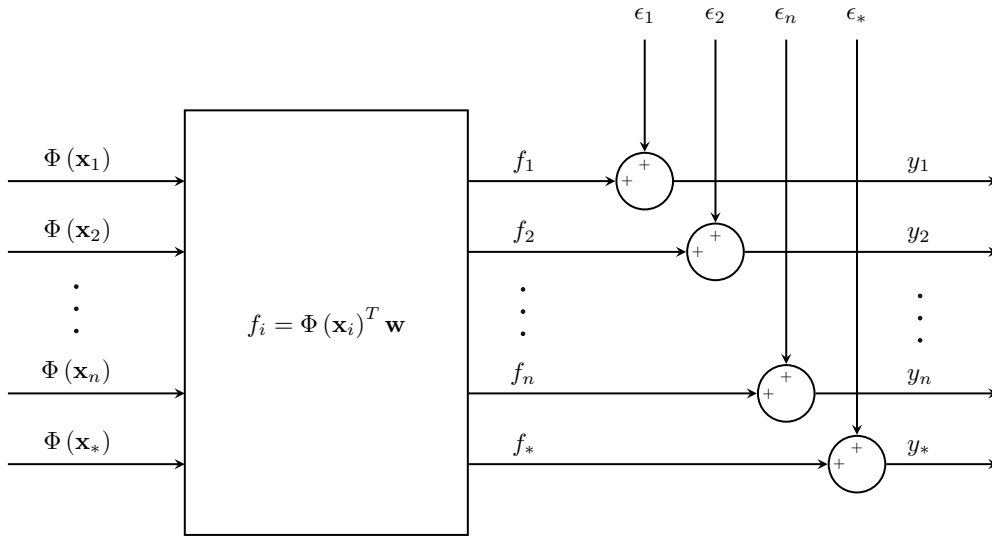 ϵ₁ ϵ₂ ϵₙ ϵ∗
Φ (x₁) f₁ + + y₁
Φ (x₂) f₂ + + y₂
fᵢ = Φ (xᵢ)ᵀ w
Φ (xₙ) fₙ + + yₙ
Φ (x∗) f∗ + + y∗